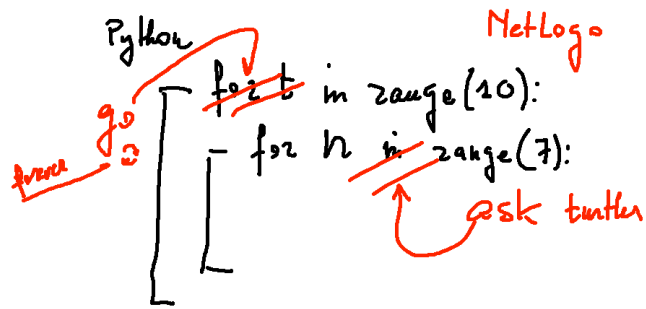 Python
NetLogo
for t in range(10):
go
for n in range(7):
forever
ask turtles